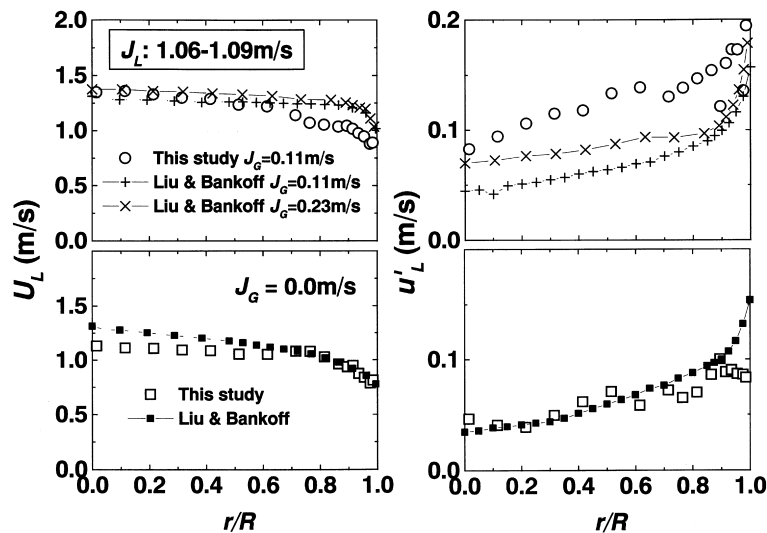 J_L: 1.06-1.09m/s
2.0
1.5
1.0
0.5
0.0
This study J_G=0.11m/s
Liu & Bankoff J_G=0.11m/s
Liu & Bankoff J_G=0.23m/s
0.2
0.1
0.0
U_L (m/s)
u'_L (m/s)
J_G = 0.0m/s
1.5
1.0
0.5
0.0
This study
Liu & Bankoff
0.1
0.0
0.0 0.2 0.4 0.6 0.8 1.0
r/R
0.0 0.2 0.4 0.6 0.8 1.0
r/R